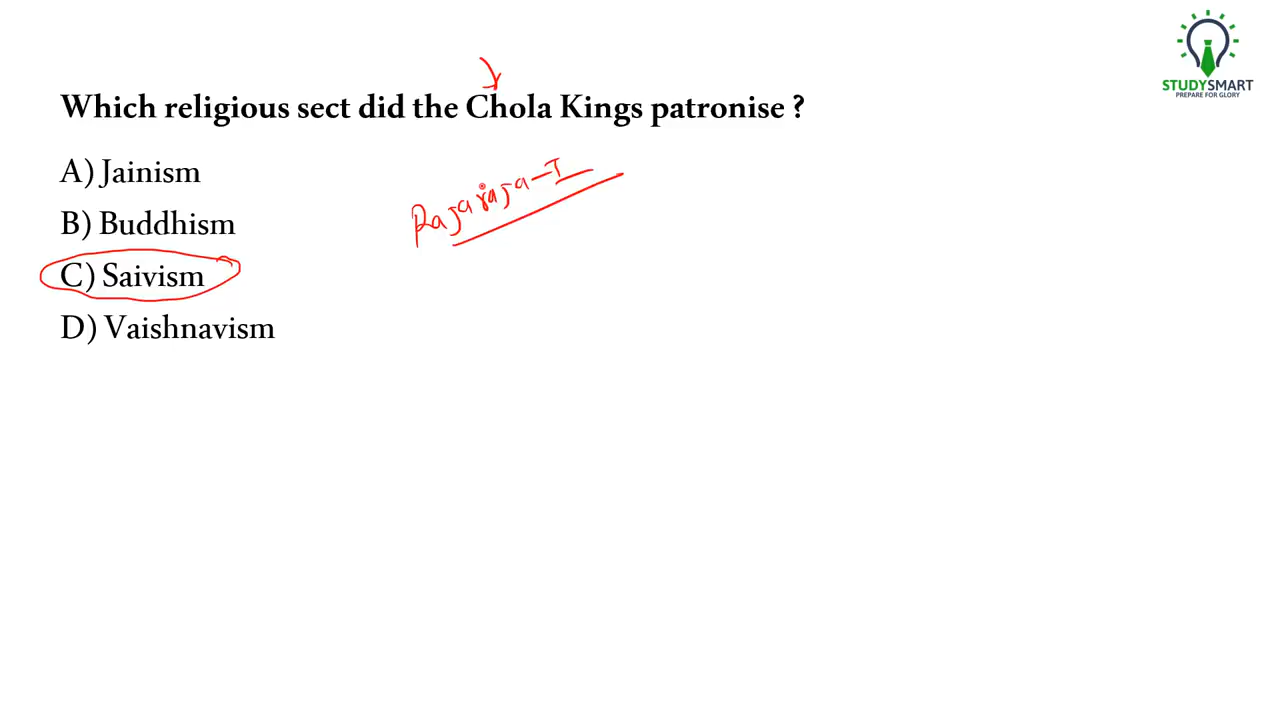 STUDYSMART
PREPARE FOR GLORY
Which religious sect did the Chola Kings patronise ?
A) Jainism
Rajaraja-I
B) Buddhism
C) Saivism
D) Vaishnavism